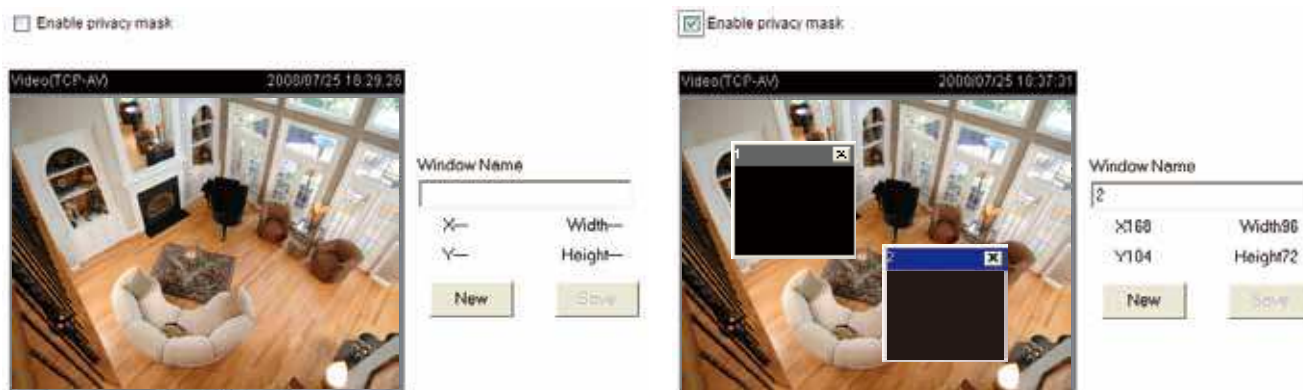 Enable privacy mask
Video(TCP-AV) 2008/07/25 18:29:26
Window Name
X— Width—
Y— Height—
New Save
Enable privacy mask
Video(TCP-AV) 2008/07/25 18:37:31
1 X
2 X
Window Name
2
X168 Width96
Y104 Height72
New Save